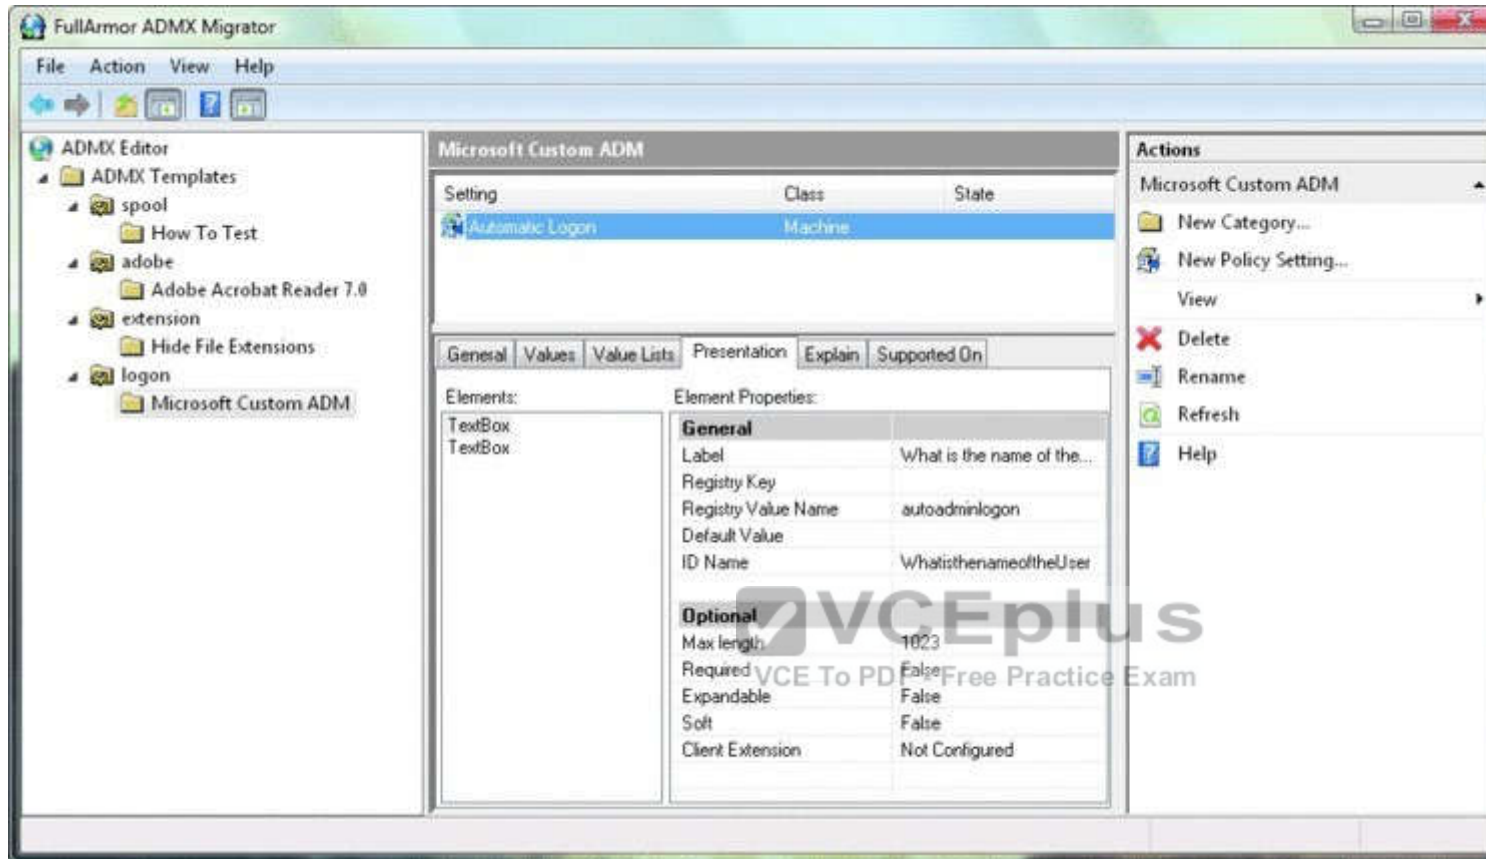 FullArmor ADMX Migrator
File Action View Help
ADMX Editor
ADMX Templates
spool
How To Test
adobe
Adobe Acrobat Reader 7.0
extension
Hide File Extensions
logon
Microsoft Custom ADM
Microsoft Custom ADM
Setting Class State
Automatic Logon Machine
General Values Value Lists Presentation Explain Supported On
Elements:
TextBox
TextBox
Element Properties:
General
Label What is the name of the...
Registry Key
Registry Value Name autoadminlogon
Default Value
ID Name WhatisthenameoftheUser
Optional
Max length 1023
Required False
Expandable False
Soft False
Client Extension Not Configured
VCEplus
VCE To PDF - Free Practice Exam
Actions
Microsoft Custom ADM
New Category...
New Policy Setting...
View
Delete
Rename
Refresh
Help